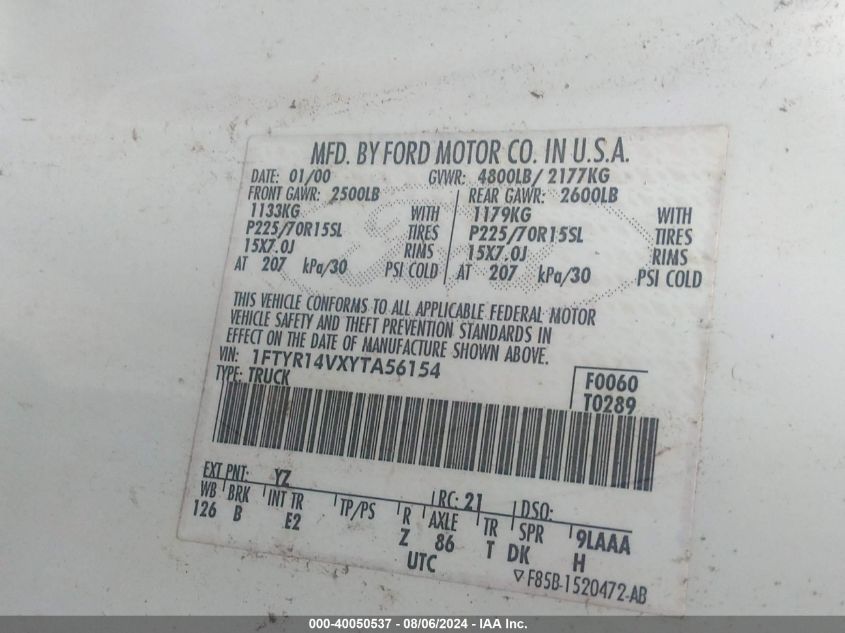 MFD. BY FORD MOTOR CO. IN U.S.A.
DATE: 01/00 GVWR: 4800LB/ 2177KG
FRONT GAWR: 2500LB REAR GAWR: 2600LB
1133KG WITH 1179KG WITH
P225/70R15SL TIRES P225/70R15SL TIRES
15X7.0J RIMS 15X7.0J RIMS
AT 207 kPa/30 PSI COLD AT 207 kPa/30 PSI COLD
THIS VEHICLE CONFORMS TO ALL APPLICABLE FEDERAL MOTOR
VEHICLE SAFETY AND THEFT PREVENTION STANDARDS IN
EFFECT ON THE DATE OF MANUFACTURE SHOWN ABOVE.
VIN: 1FTYR14VXYTA56154
TYPE: TRUCK
F0060
T0289
EXT PNT: YZ RC: 21 DSO:
WB BRK INT TR TP/PS R AXLE TR SPR 9LAAA
126 B E2 Z 86 T DK H
UTC
F85B-1520472-AB
000-40050537 - 08/06/2024 - IAA Inc.